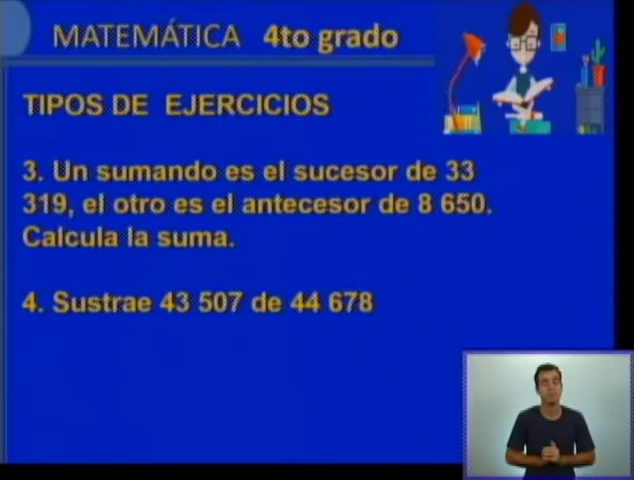 MATEMÁTICA 4to grado
TIPOS DE EJERCICIOS
3. Un sumando es el sucesor de 33
319, el otro es el antecesor de 8 650.
Calcula la suma.
4. Sustrae 43 507 de 44 678